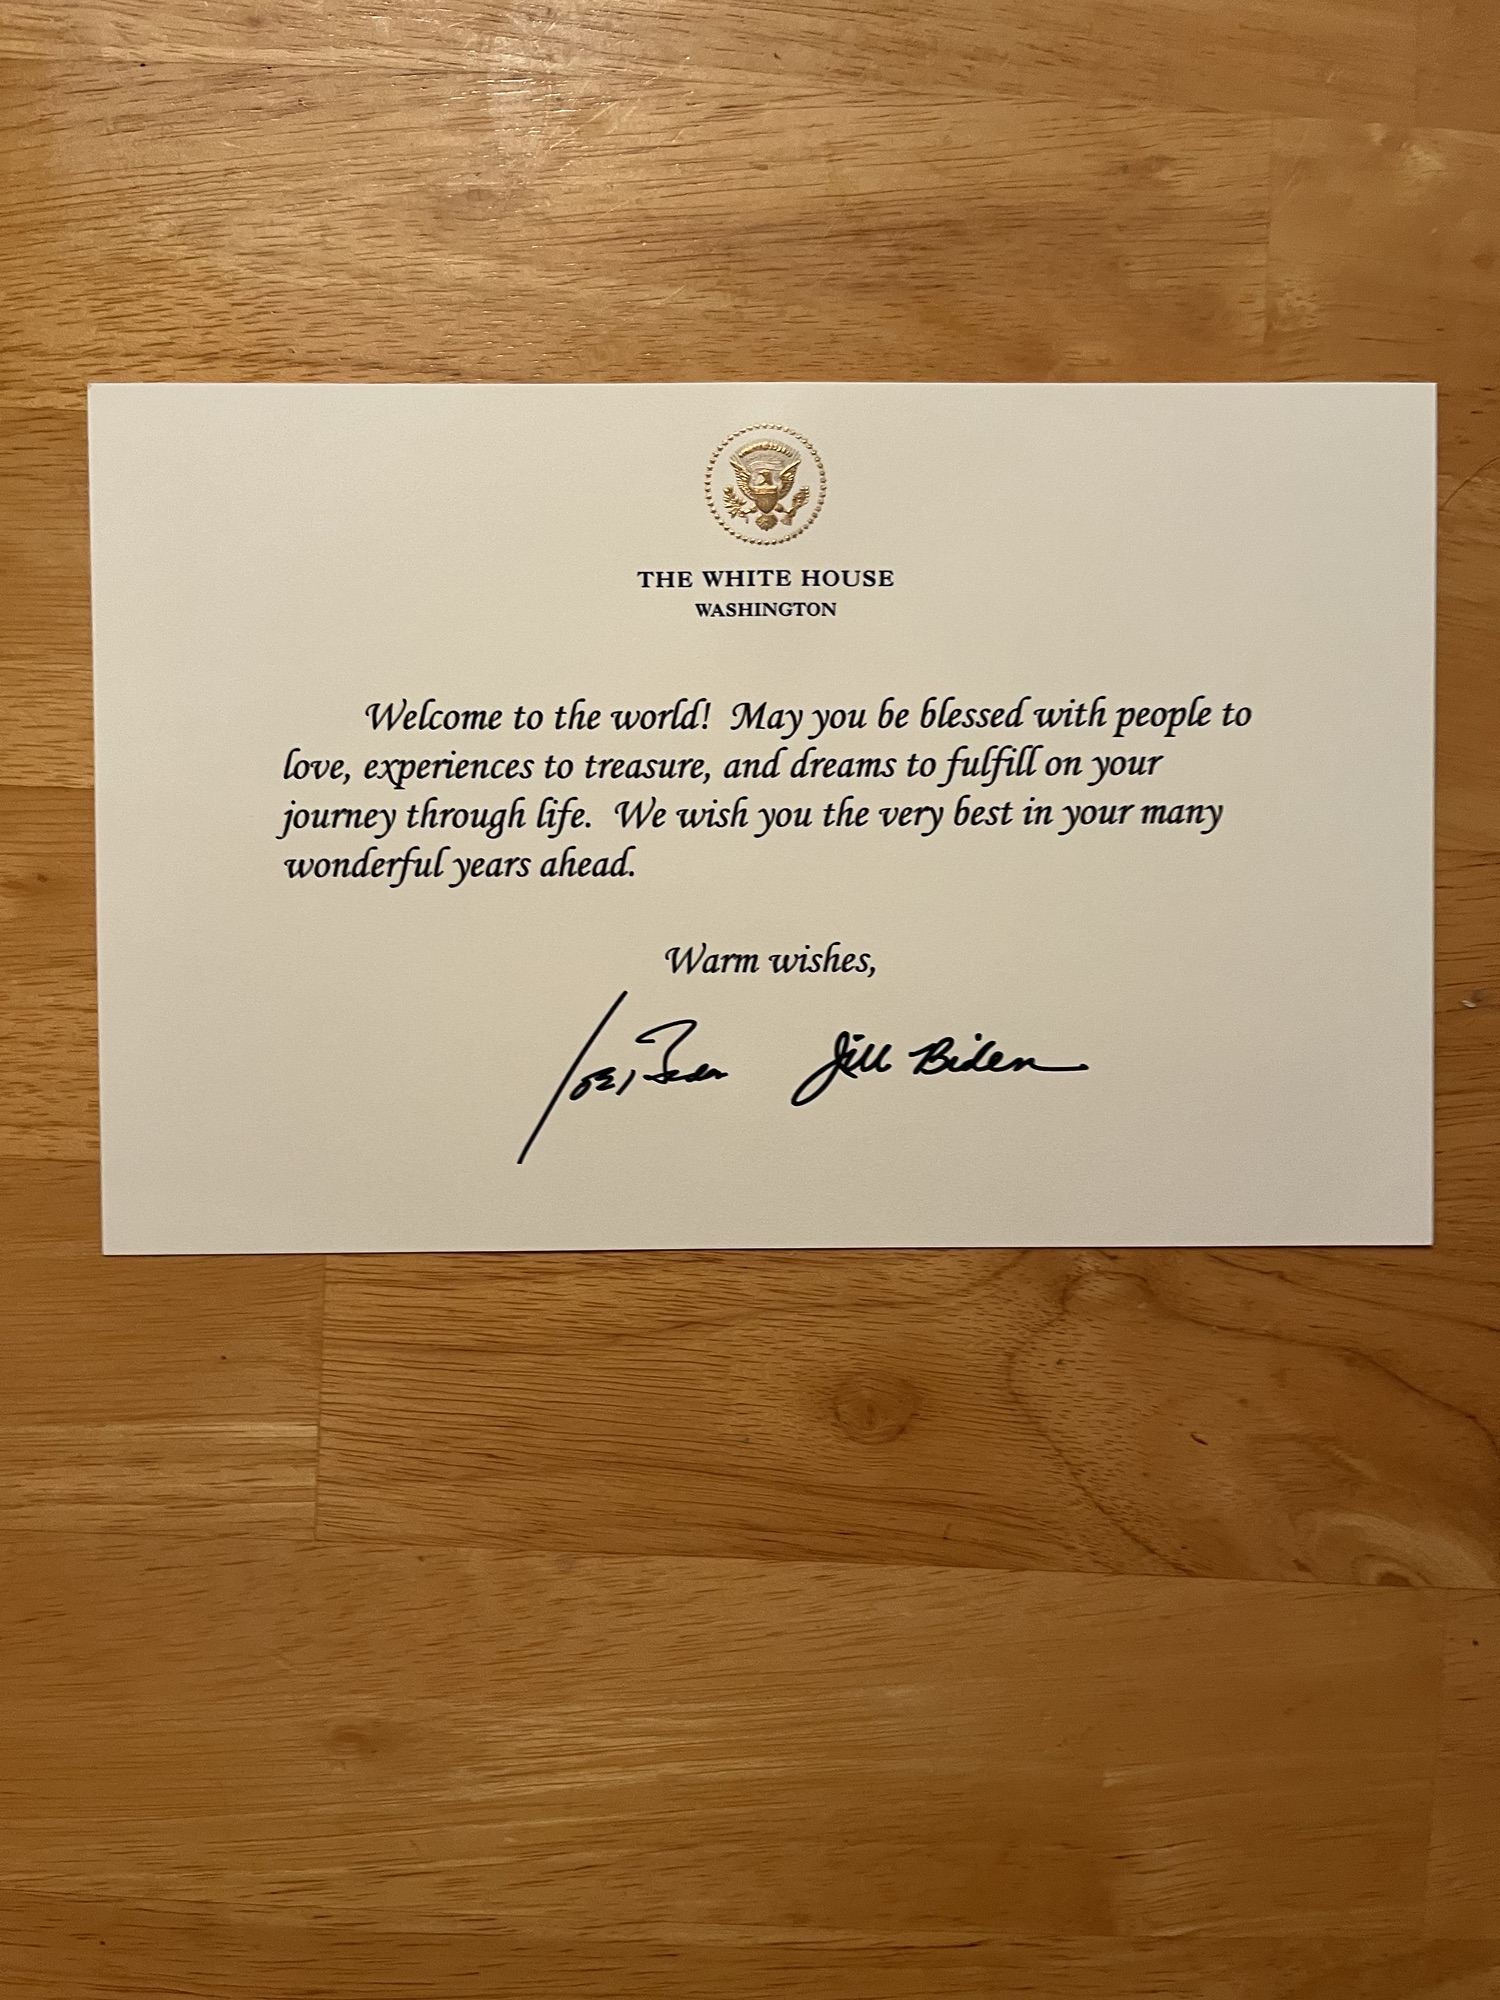 THE WHITE HOUSE
WASHINGTON
Welcome to the world! May you be blessed with people to
love, experiences to treasure, and dreams to fulfill on your
journey through life. We wish you the very best in your many
wonderful years ahead.
Warm wishes,
Joe Biden Jill Biden